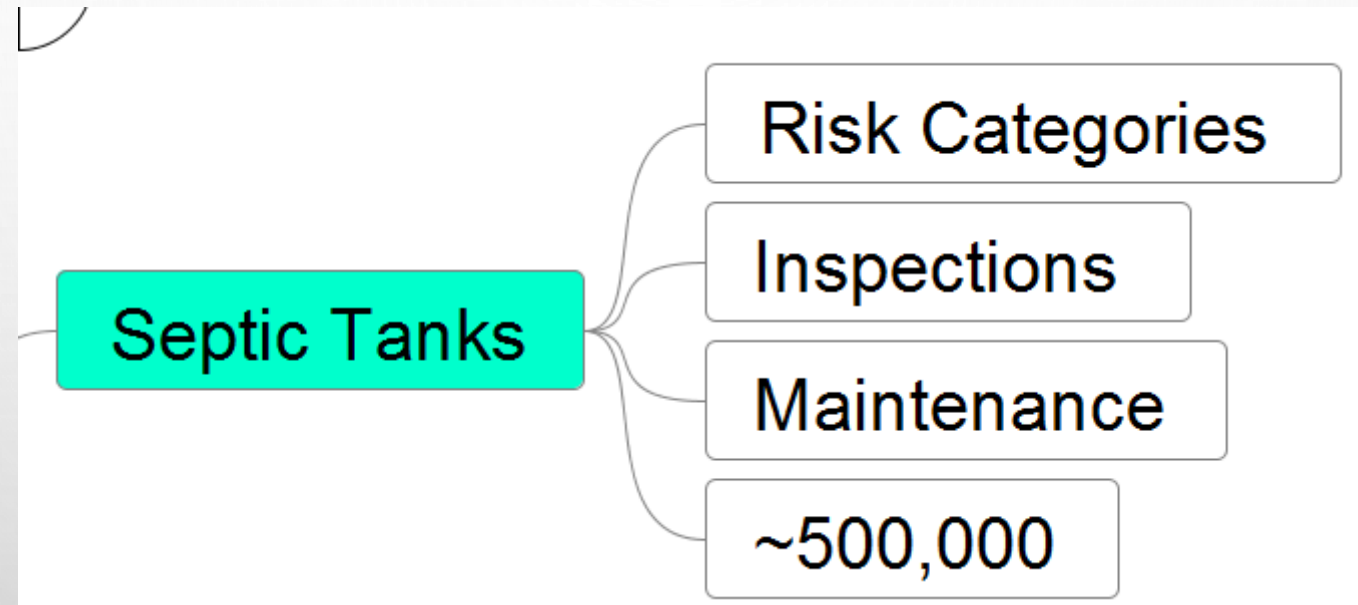 Risk Categories
Inspections
Septic Tanks
Maintenance
~500,000